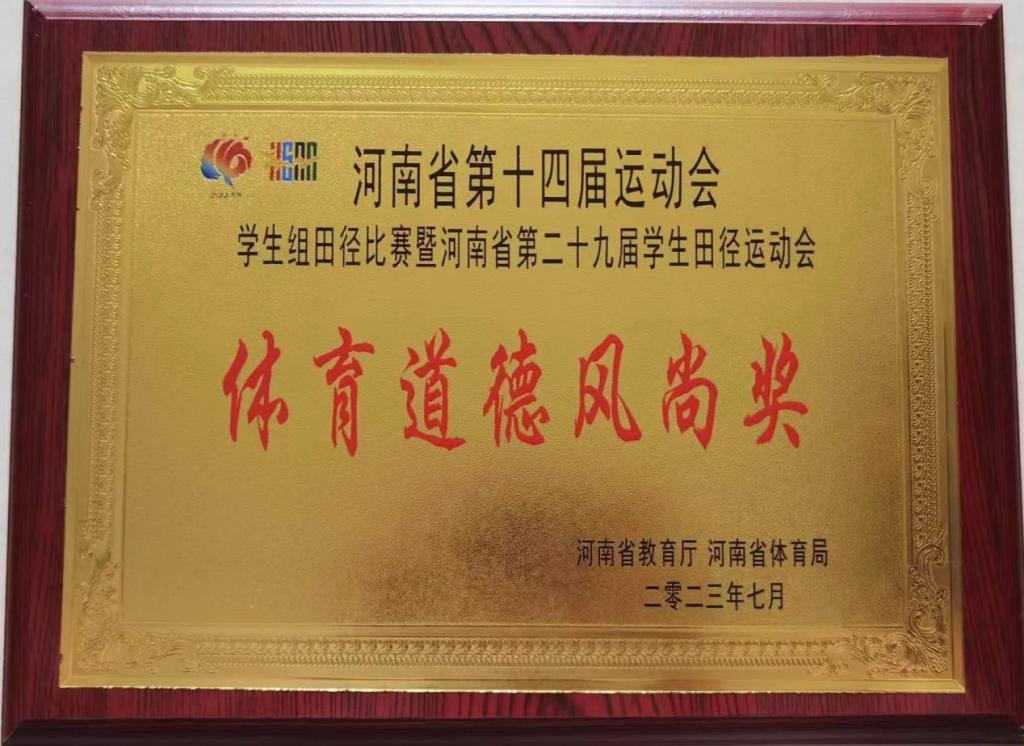 河南省第十四届运动会
学生组田径比赛暨河南省第二十九届学生田径运动会
体育道德风尚奖
河南省教育厅 河南省体育局
二零二三年七月